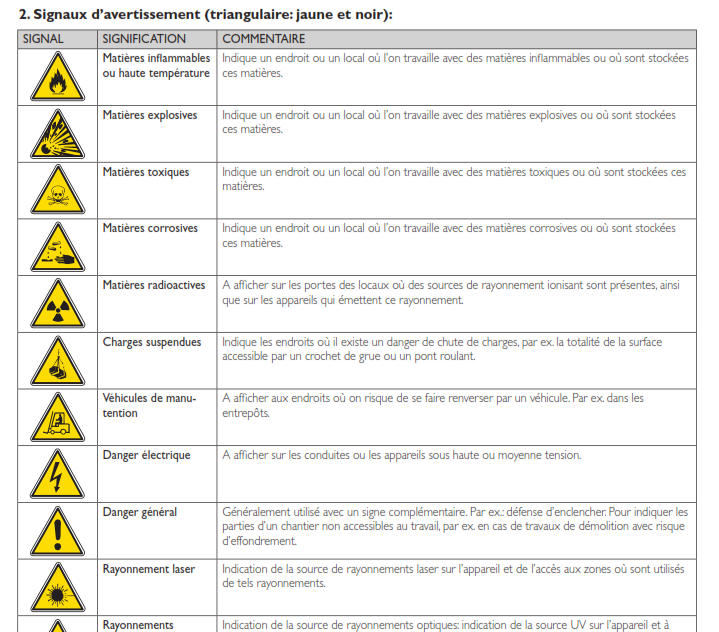 2. Signaux d'avertissement (triangulaire: jaune et noir):
SIGNAL SIGNIFICATION COMMENTAIRE
Matières inflammables ou haute température
Indique un endroit ou un local où l'on travaille avec des matières inflammables ou où sont stockées
ces matières.
Matières explosives
Indique un endroit ou un local où l'on travaille avec des matières explosives ou où sont stockées
ces matières.
Matières toxiques
Indique un endroit ou un local où l'on travaille avec des matières toxiques ou où sont stockées ces
matières.
Matières corrosives
Indique un endroit ou un local où l'on travaille avec des matières corrosives ou où sont stockées
ces matières.
Matières radioactives
A afficher sur les portes des locaux où des sources de rayonnement ionisant sont présentes, ainsi
que sur les appareils qui émettent ce rayonnement.
Charges suspendues
Indique les endroits où il existe un danger de chute de charges, par ex. la totalité de la surface
accessible par un crochet de grue ou un pont roulant.
Véhicules de manu-
tention
A afficher aux endroits où on risque de se faire renverser par un véhicule. Par ex. dans les
entrepôts.
Danger électrique
A afficher sur les conduites ou les appareils sous haute ou moyenne tension.
Danger général
Généralement utilisé avec un signe complémentaire. Par ex.: défense d'enclencher. Pour indiquer les
parties d'un chantier non accessibles au travail, par ex. en cas de travaux de démolition avec risque
d'effondrement.
Rayonnement laser
Indication de la source de rayonnements laser sur l'appareil et de l'accès aux zones où sont utilisés
de tels rayonnements.
Rayonnements
Indication de la source de rayonnements optiques: indication de la source UV sur l'appareil et à